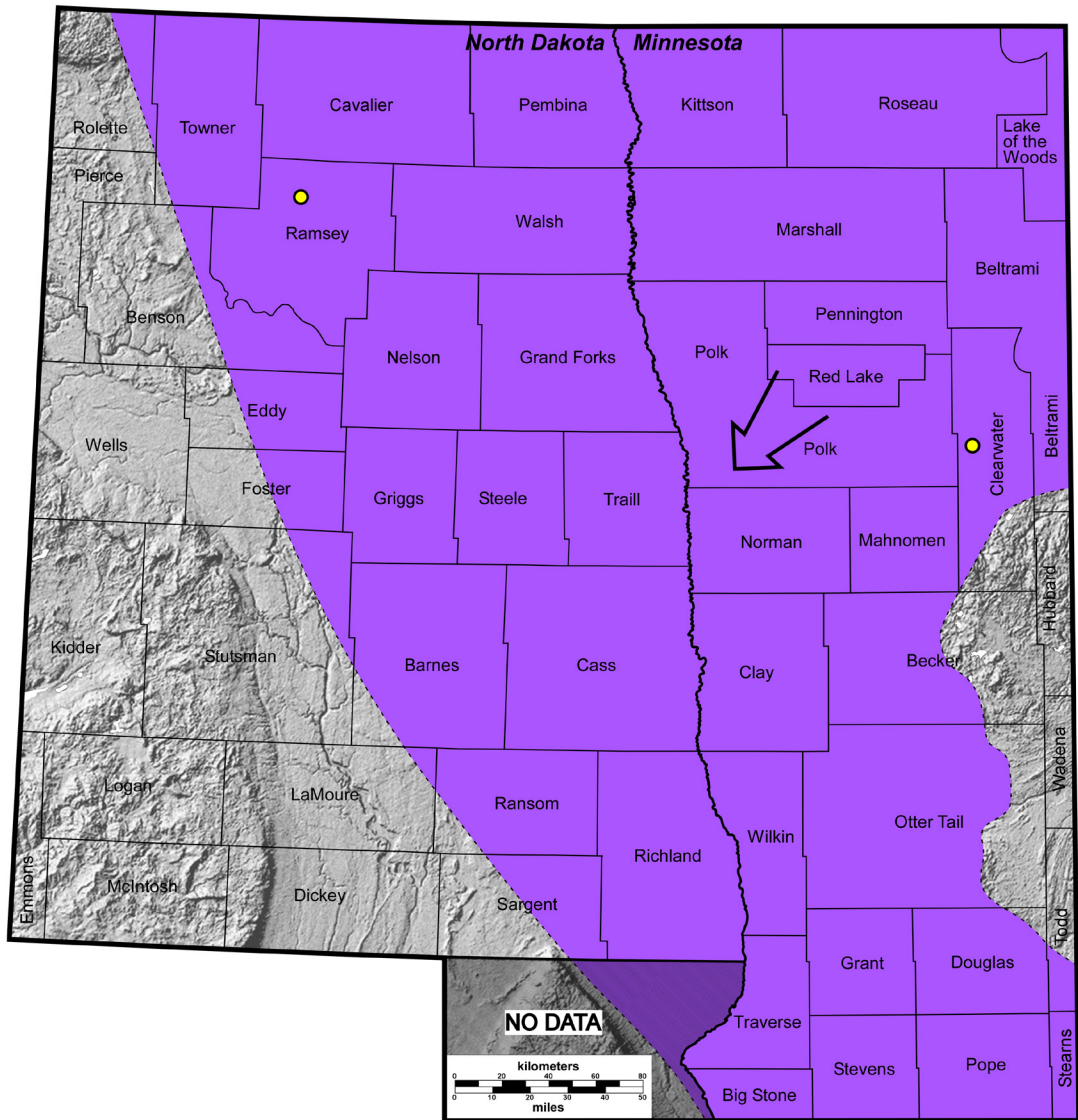 North Dakota Minnesota
Cavalier
Pembina
Kittson
Roseau
Rolette
Towner
Lake
of the
Woods
Pierce
Ramsey
Walsh
Marshall
Beltrami
Benson
Nelson
Grand Forks
Polk
Pennington
Red Lake
Eddy
Wells
Foster
Griggs
Steele
Traill
Polk
Clearwater
Beltrami
Norman
Mahnomen
Hubbard
Kidder
Stutsman
Barnes
Cass
Clay
Becker
Wadena
Logan
LaMoure
Ransom
Richland
Wilkin
Otter Tail
Emmons
McIntosh
Dickey
Sargent
Todd
Grant
Douglas
NO DATA
Traverse
Stevens
Pope
Stearns
Big Stone
kilometers
0 20 40 60 80
0 10 20 30 40 50
miles